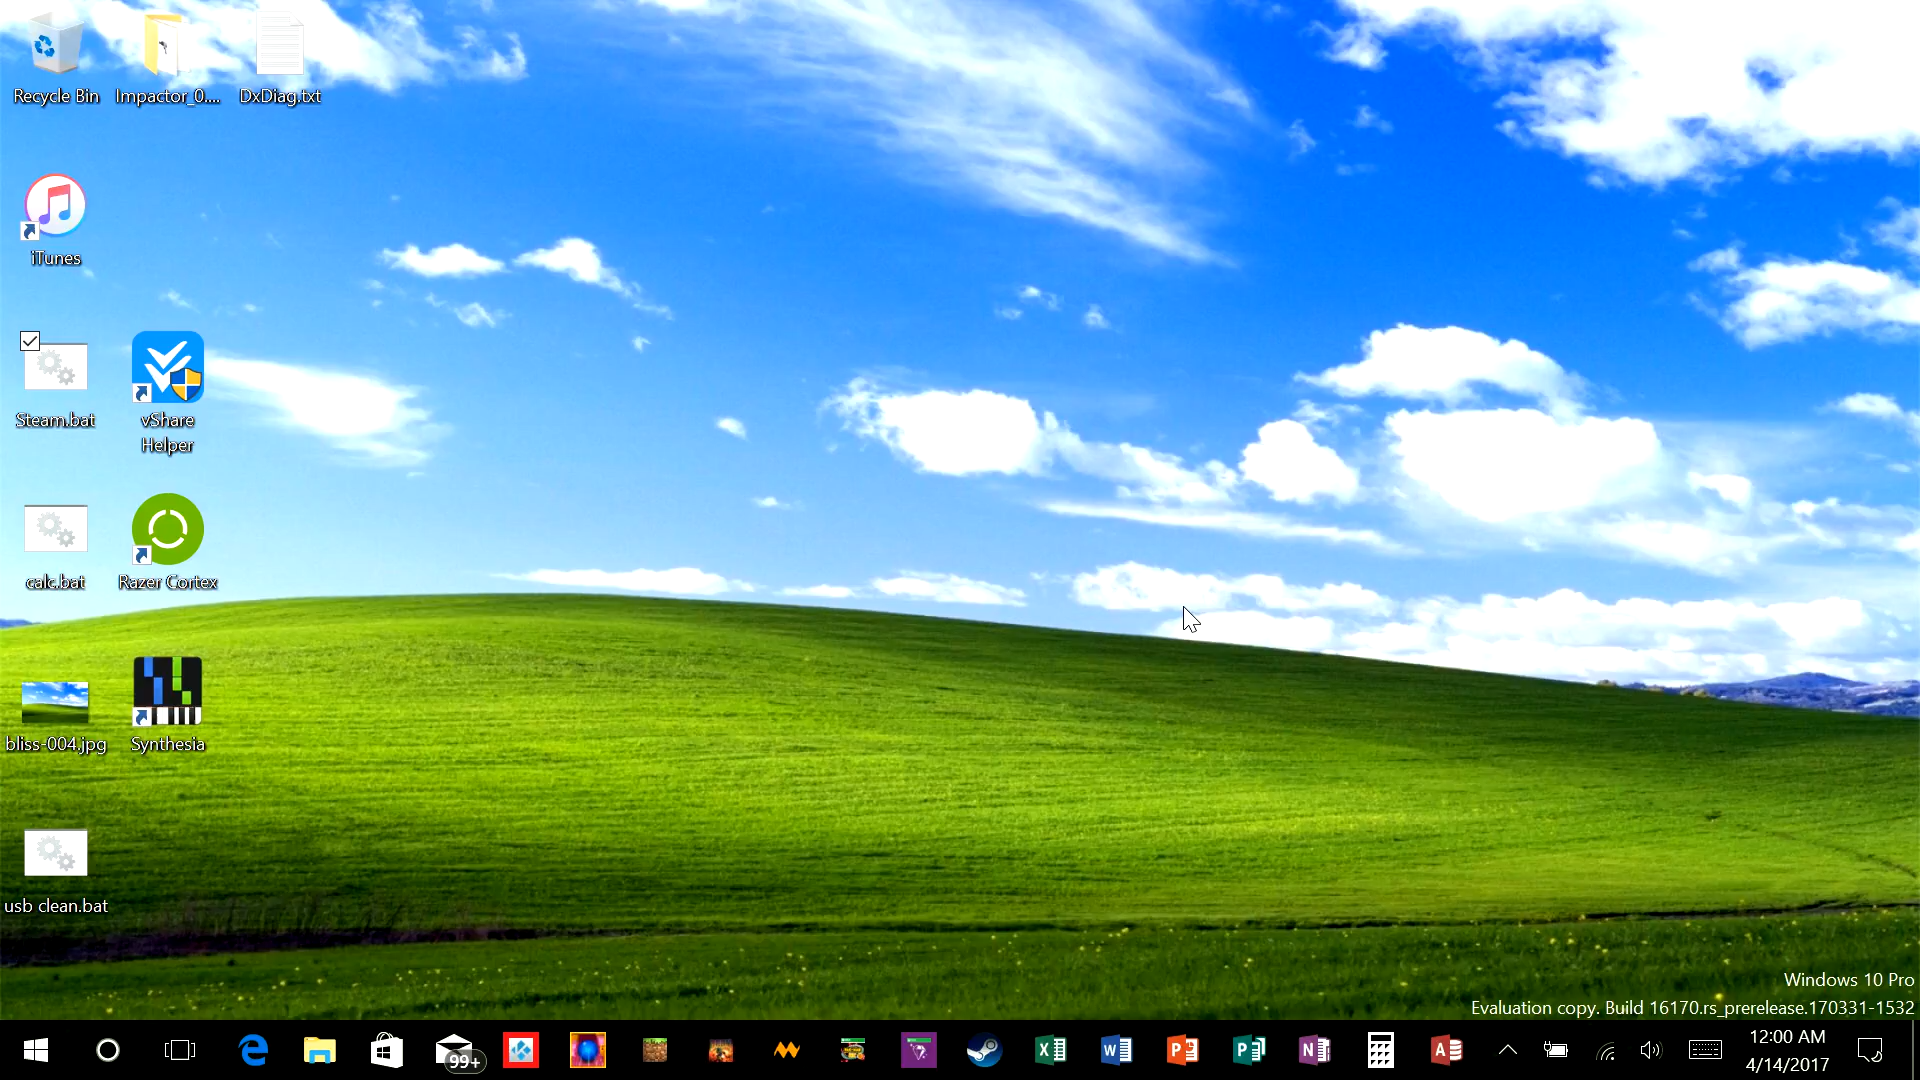 Recycle Bin
Impactor_0....
DxDiag.txt
iTunes
Steam.bat
vShare
Helper
calc.bat
Razer Cortex
bliss-004.jpg
Synthesia
usb clean.bat
Windows 10 Pro
Evaluation copy. Build 16170.rs_prerelease.170331-1532
99+
12:00 AM
4/14/2017